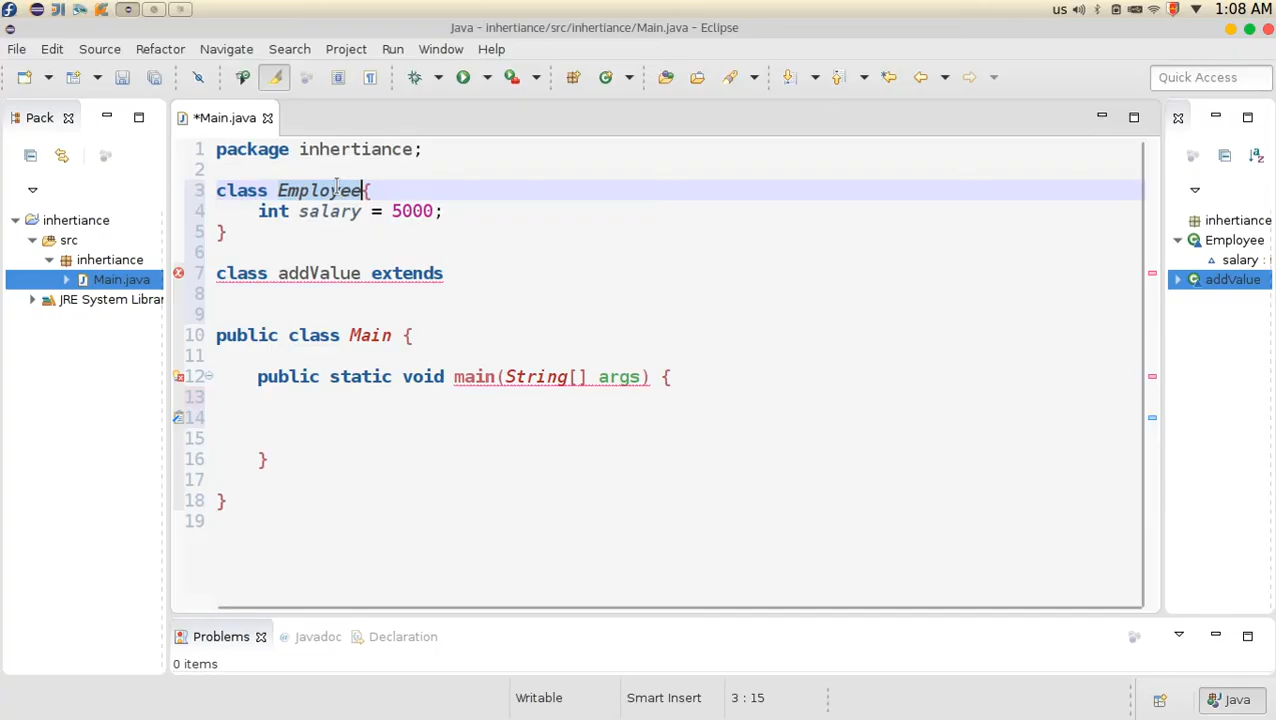 us 1:08 AM
Java - inhertiance/src/inhertiance/Main.java - Eclipse
File Edit Source Refactor Navigate Search Project Run Window Help
Quick Access
Pack
*Main.java
1 package inhertiance;
2
3 class Employee{
4 int salary = 5000;
5 }
6
7 class addValue extends
8
9
10 public class Main {
11
12 public static void main(String[] args) {
13
14
15
16 }
17
18 }
19
inhertiance
src
inhertiance
Main.java
JRE System Librar
inhertiance
Employee
salary :
addValue
Problems @ Javadoc Declaration
0 items
Writable Smart Insert 3 : 15 Java